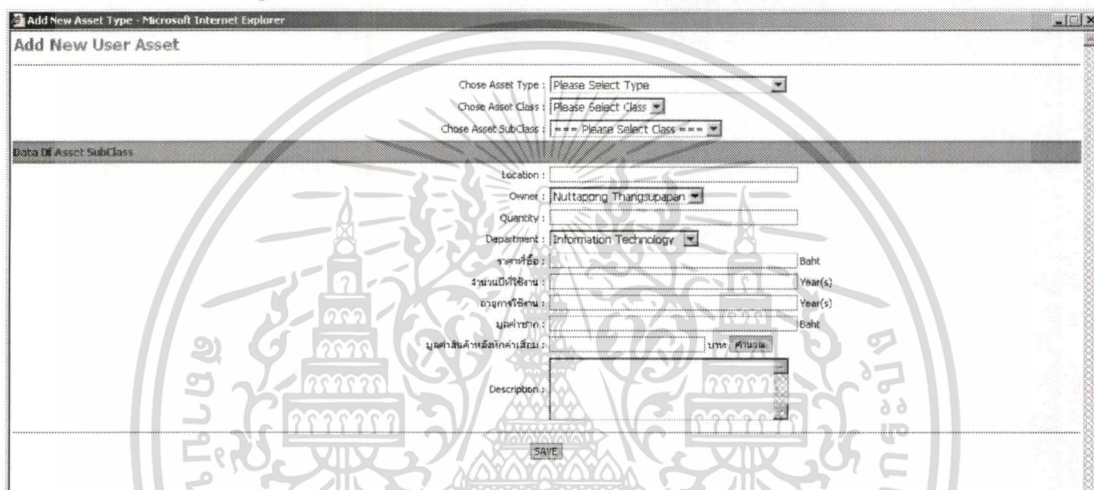 Add New Asset Type - Microsoft Internet Explorer
Add New User Asset
Chose Asset Type : Please Select Type
Chose Asset Class : Please Select Class
Chose Asset SubClass : === Please Select Class ===
Data Of Asset SubClass
Location :
Owner : Nuttapong Thangsupapan
Quantity :
Department : Information Technology
ราคาที่ซื้อ : Baht
จำนวนปีที่ใช้งาน : Year(s)
อายุการใช้งาน : Year(s)
มูลค่าซาก : Baht
มูลค่าสินค้าหลังหักค่าเสื่อม : บาท คำนวณ
Description :
SAVE